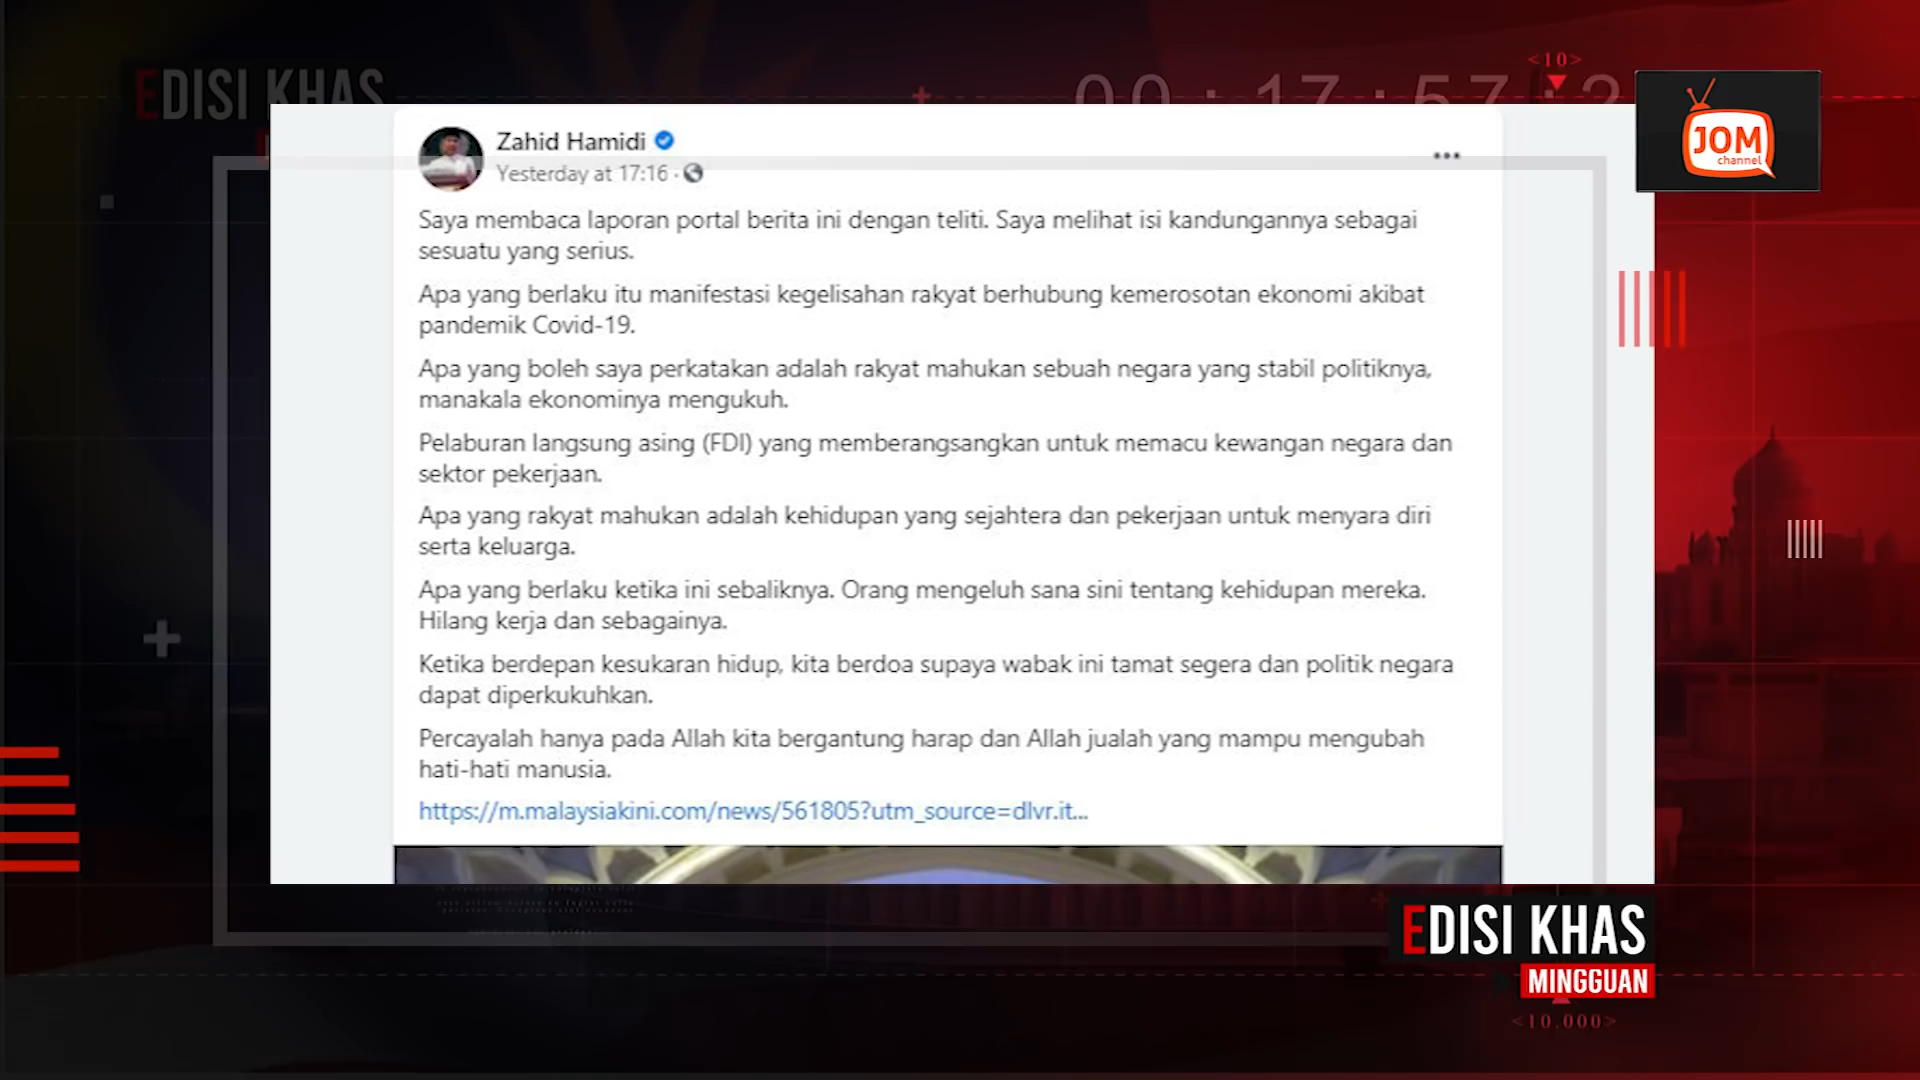 EDISI KHAS
00:17:57:2
<10>
JOM
channel
Zahid Hamidi
Yesterday at 17:16 ·
Saya membaca laporan portal berita ini dengan teliti. Saya melihat isi kandungannya sebagai
sesuatu yang serius.
Apa yang berlaku itu manifestasi kegelisahan rakyat berhubung kemerosotan ekonomi akibat
pandemik Covid-19.
Apa yang boleh saya perkatakan adalah rakyat mahukan sebuah negara yang stabil politiknya,
manakala ekonominya mengukuh.
Pelaburan langsung asing (FDI) yang memberangsangkan untuk memacu kewangan negara dan
sektor pekerjaan.
Apa yang rakyat mahukan adalah kehidupan yang sejahtera dan pekerjaan untuk menyara diri
serta keluarga.
Apa yang berlaku ketika ini sebaliknya. Orang mengeluh sana sini tentang kehidupan mereka.
Hilang kerja dan sebagainya.
Ketika berdepan kesukaran hidup, kita berdoa supaya wabak ini tamat segera dan politik negara
dapat diperkukuhkan.
Percayalah hanya pada Allah kita bergantung harap dan Allah jualah yang mampu mengubah
hati-hati manusia.
https://m.malaysiakini.com/news/561805?utm_source=dlvr.it...
EDISI KHAS
MINGGUAN
<10.000>